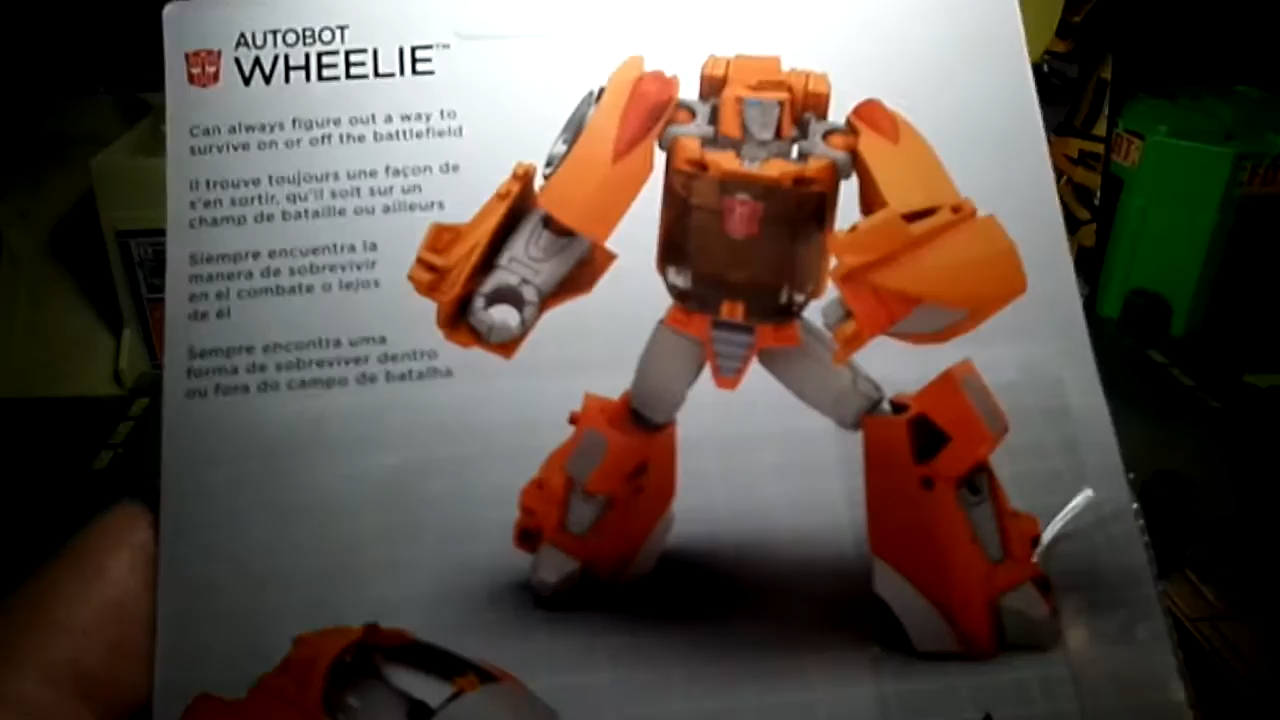 AUTOBOT
WHEELIE™
Can always figure out a way to
survive on or off the battlefield
Il trouve toujours une façon de
s'en sortir, qu'il soit sur un
champ de bataille ou ailleurs
Siempre encuentra la
manera de sobrevivir
en el combate o lejos
de él
Sempre encontra uma
forma de sobreviver dentro
ou fora do campo de batalha